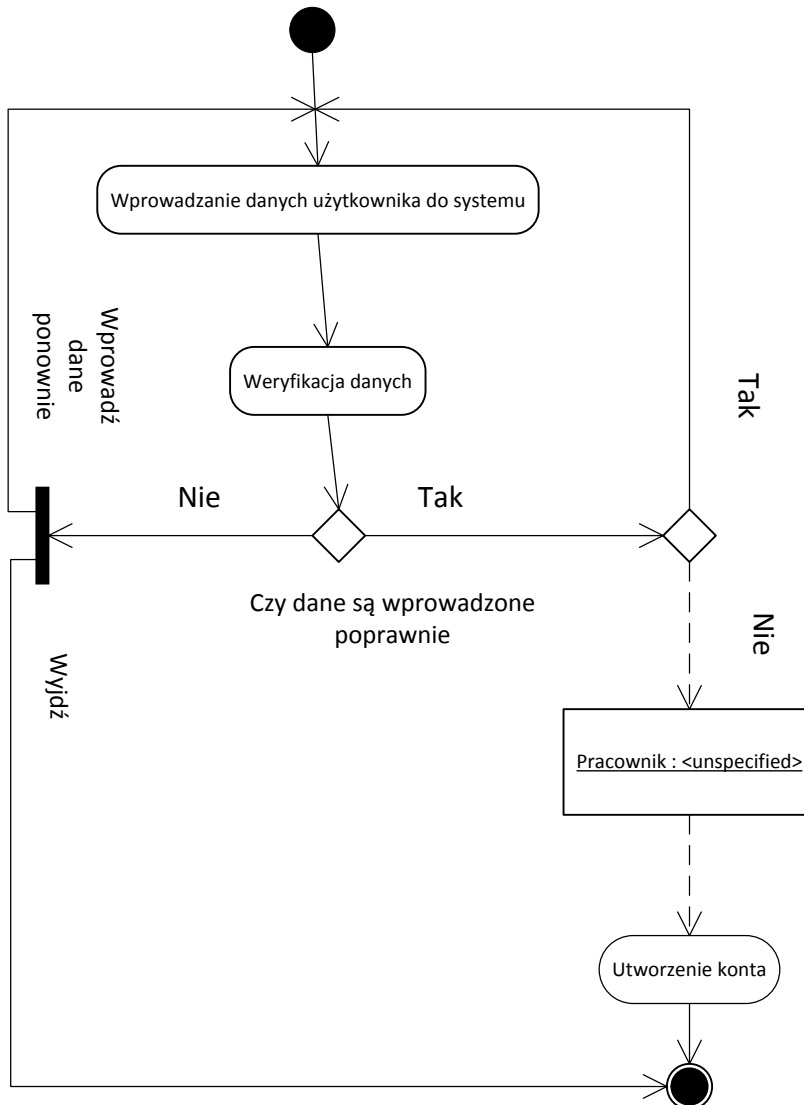 Wprowadzanie danych użytkownika do systemu
Wprowadź
dane
ponownie
Weryfikacja danych
Tak
Nie
Tak
Czy dane są wprowadzone
poprawnie
Nie
Wyjdź
Pracownik : <unspecified>
Utworzenie konta